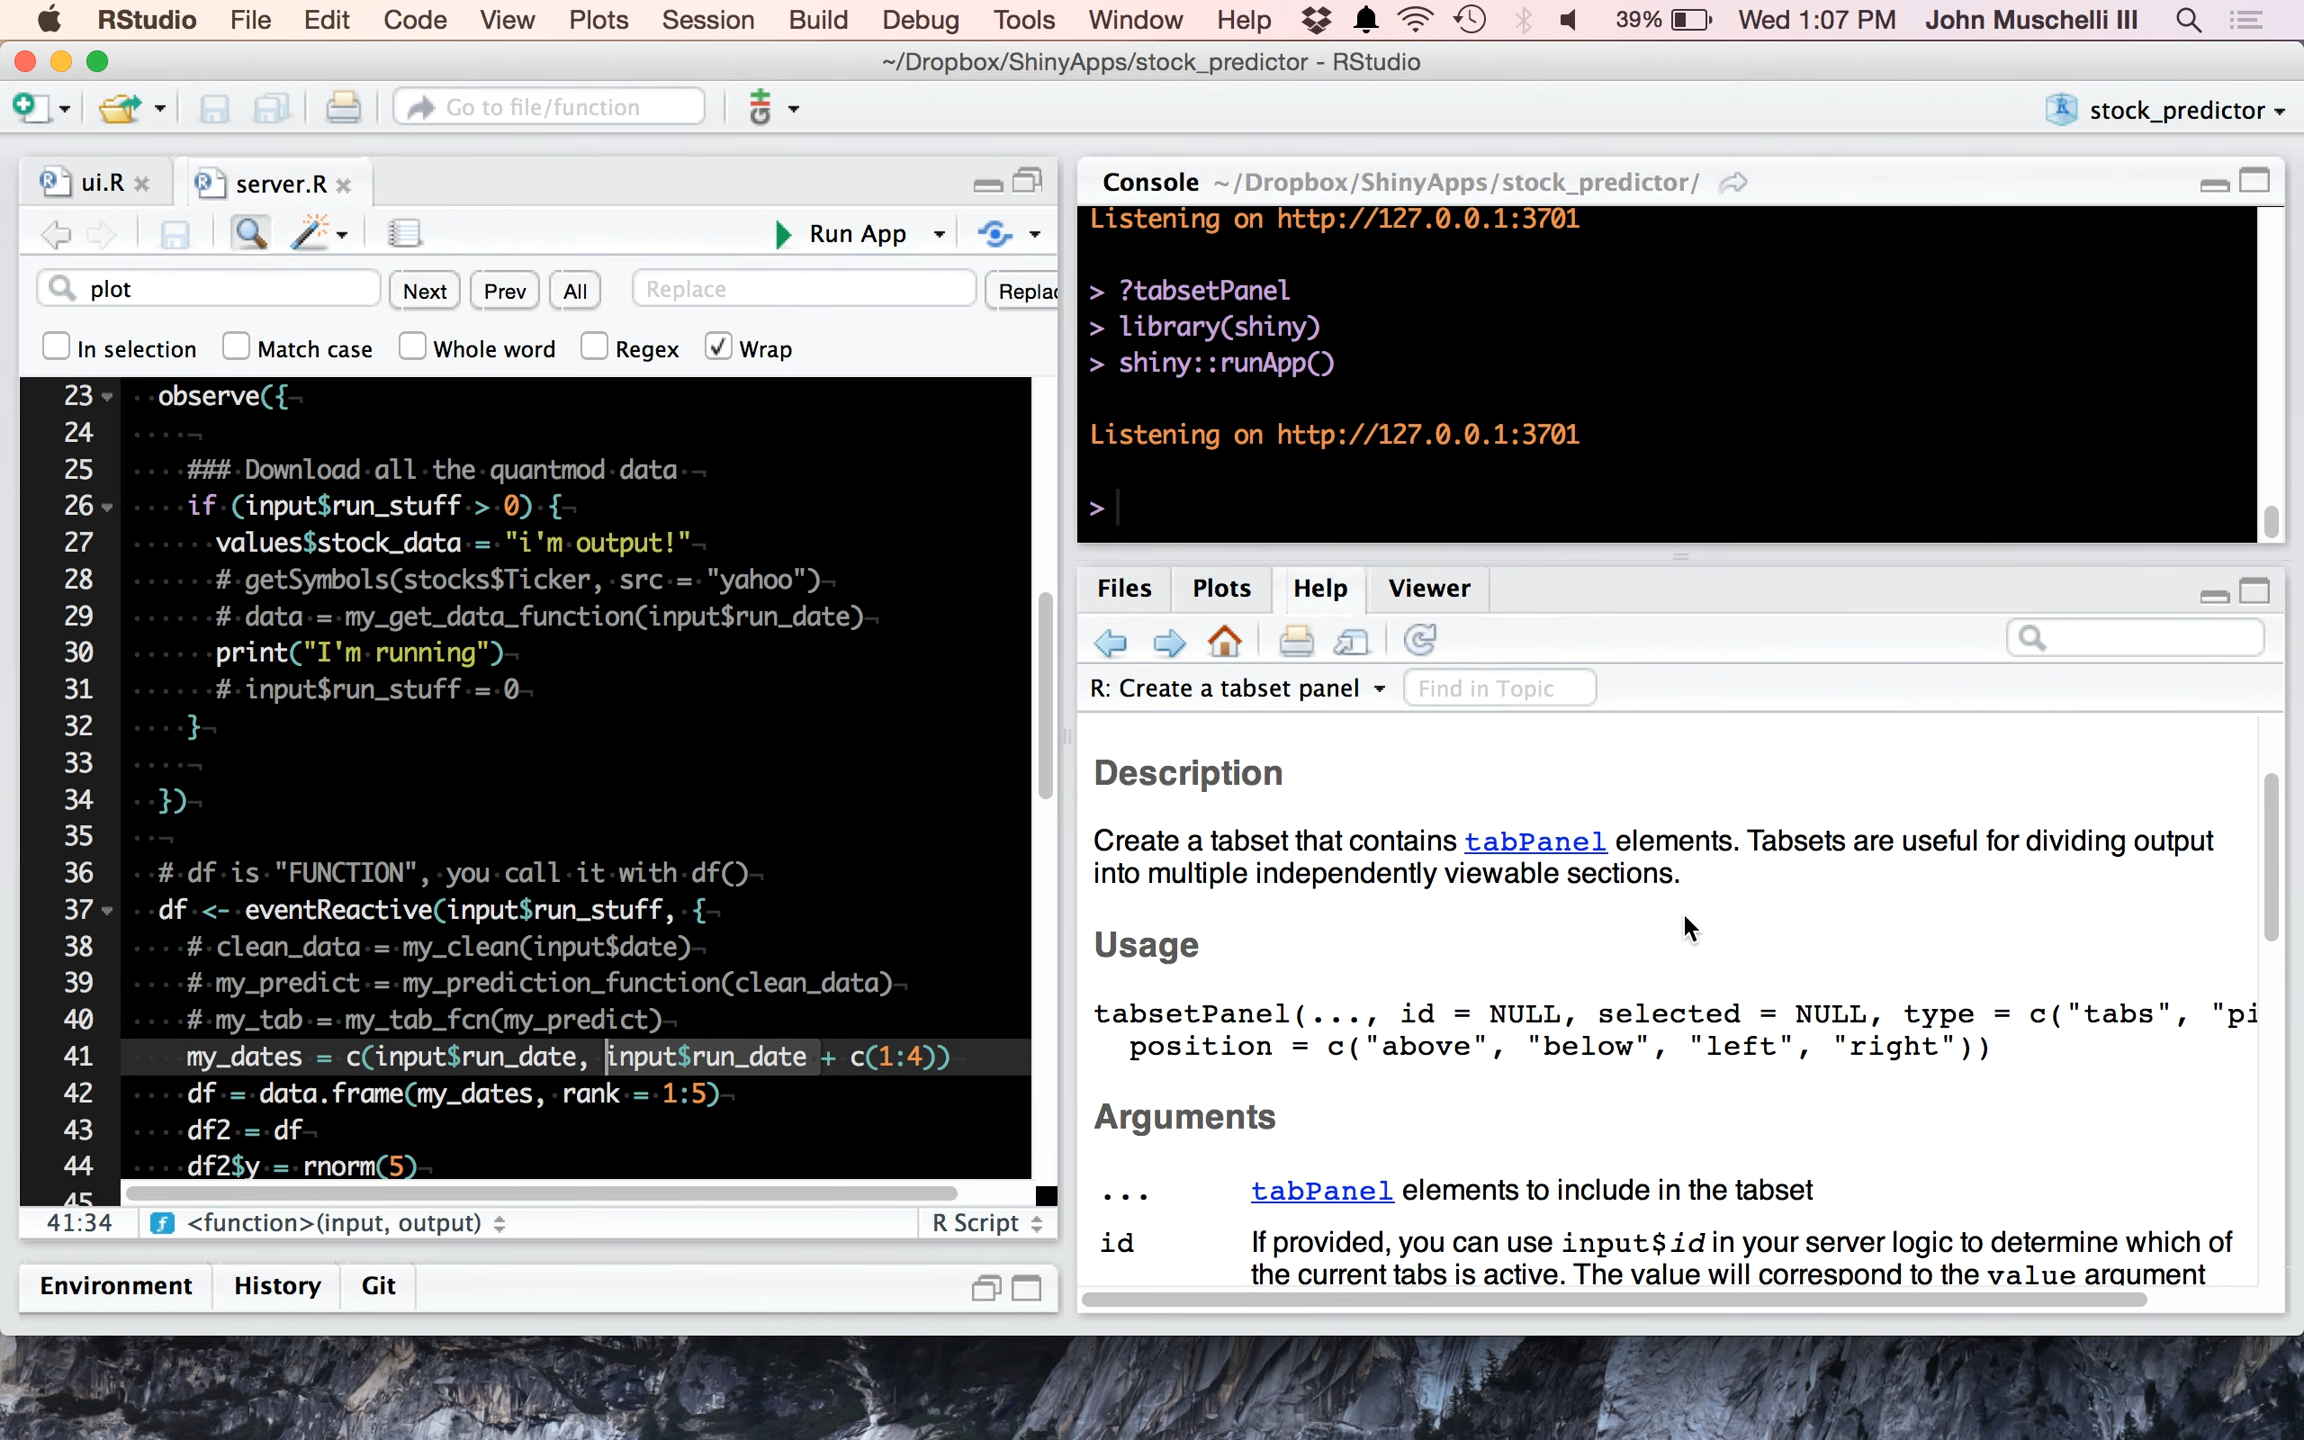 RStudio File Edit Code View Plots Session Build Debug Tools Window Help 39% Wed 1:07 PM John Muschelli III
~/Dropbox/ShinyApps/stock_predictor - RStudio
Go to file/function
stock_predictor
ui.R
server.R
Run App
plot
Next
Prev
All
Replace
Replac
In selection
Match case
Whole word
Regex
Wrap
23 observe({
24
25 ### Download all the quantmod data
26 if (input$run_stuff > 0) {
27 values$stock_data = "i'm output!"
28 # getSymbols(stocks$Ticker, src = "yahoo")
29 # data = my_get_data_function(input$run_date)
30 print("I'm running")
31 # input$run_stuff = 0
32 }
33
34 })
35
36 # df is "FUNCTION", you call it with df()
37 df <- eventReactive(input$run_stuff, {
38 # clean_data = my_clean(input$date)
39 # my_predict = my_prediction_function(clean_data)
40 # my_tab = my_tab_fcn(my_predict)
41 my_dates = c(input$run_date, input$run_date + c(1:4))
42 df = data.frame(my_dates, rank = 1:5)
43 df2 = df
44 df2$y = rnorm(5)
45
41:34 <function>(input, output) R Script
Environment History Git
Console ~/Dropbox/ShinyApps/stock_predictor/
Listening on http://127.0.0.1:3701
> ?tabsetPanel
> library(shiny)
> shiny::runApp()
Listening on http://127.0.0.1:3701
>
Files Plots Help Viewer
R: Create a tabset panel
Find in Topic
Description
Create a tabset that contains tabPanel elements. Tabsets are useful for dividing output
into multiple independently viewable sections.
Usage
tabsetPanel(..., id = NULL, selected = NULL, type = c("tabs", "pi
position = c("above", "below", "left", "right"))
Arguments
... tabPanel elements to include in the tabset
id If provided, you can use input$id in your server logic to determine which of
the current tabs is active. The value will correspond to the value argument